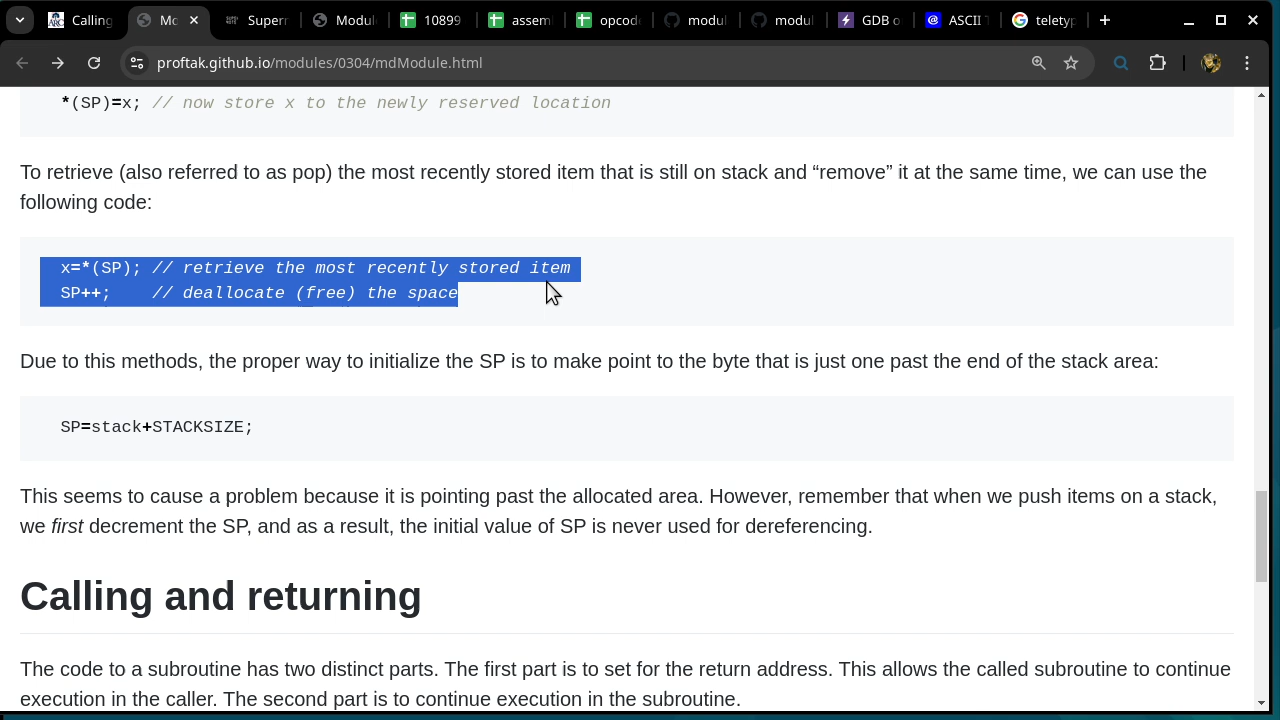 Calling
Mo
Superr
Modul
10899
assem
opcod
modul
modul
GDB o
ASCII T
teletyp
proftak.github.io/modules/0304/mdModule.html
*(SP)=x; // now store x to the newly reserved location
To retrieve (also referred to as pop) the most recently stored item that is still on stack and “remove” it at the same time, we can use the
following code:
x=*(SP); // retrieve the most recently stored item
SP++;    // deallocate (free) the space
Due to this methods, the proper way to initialize the SP is to make point to the byte that is just one past the end of the stack area:
SP=stack+STACKSIZE;
This seems to cause a problem because it is pointing past the allocated area. However, remember that when we push items on a stack,
we first decrement the SP, and as a result, the initial value of SP is never used for dereferencing.
Calling and returning
The code to a subroutine has two distinct parts. The first part is to set for the return address. This allows the called subroutine to continue
execution in the caller. The second part is to continue execution in the subroutine.